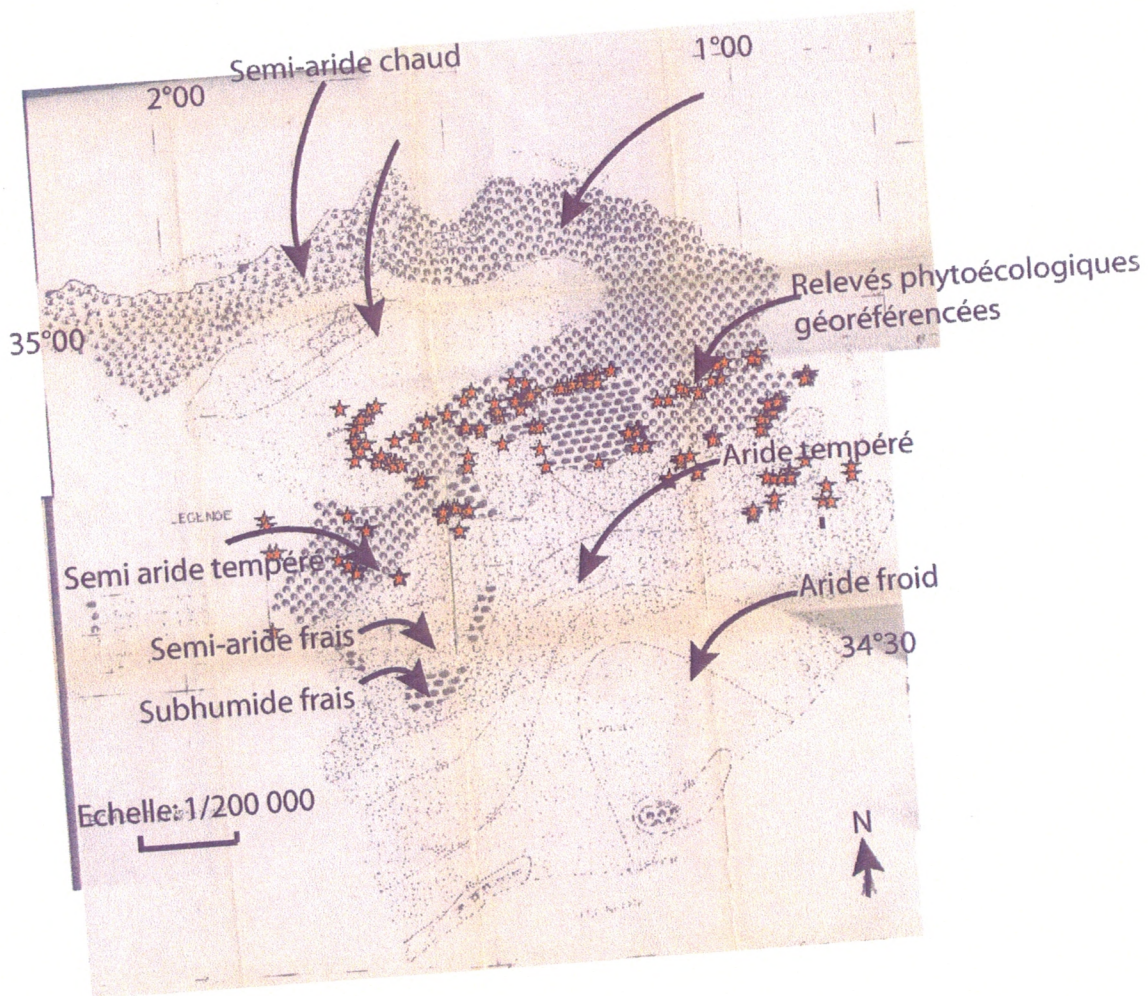 Semi-aride chaud
1°00
2°00
Relevés phytoécologiques
géoréférencées
35°00
Aride tempéré
LEGENDE
Semi aride tempéré
Aride froid
Semi-aride frais
34°30
Subhumide frais
Echelle: 1/200 000
N